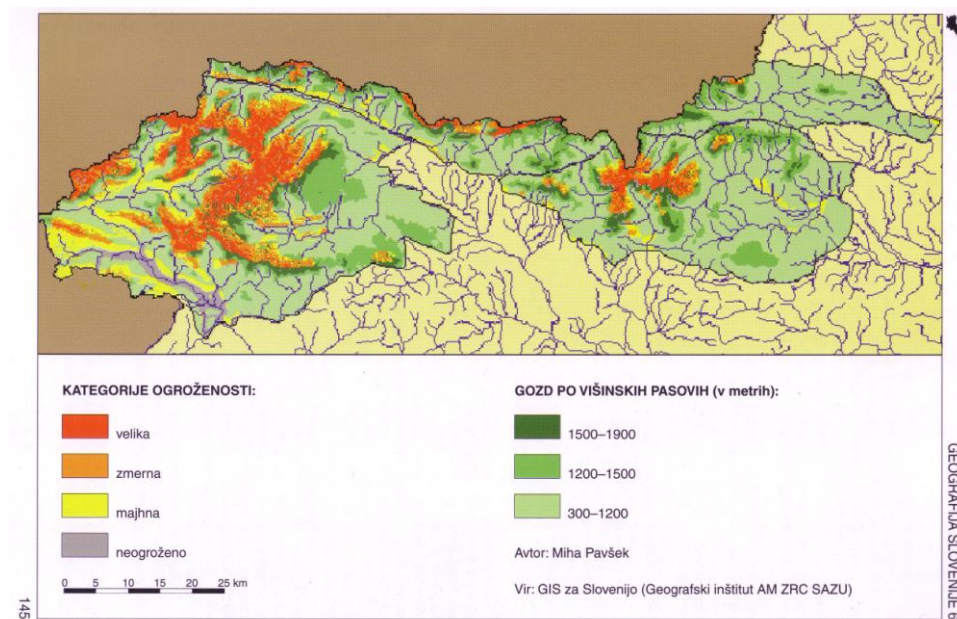 KATEGORIJE OGROŽENOSTI:
velika
zmerna
majhna
neogroženo
0 5 10 15 20 25 km
GOZD PO VIŠINSKIH PASOVIH (v metrih):
1500–1900
1200–1500
300–1200
Avtor: Miha Pavšek
Vir: GIS za Slovenijo (Geografski inštitut AM ZRC SAZU)
GEOGRAFIJA SLOVENIJE 6
145